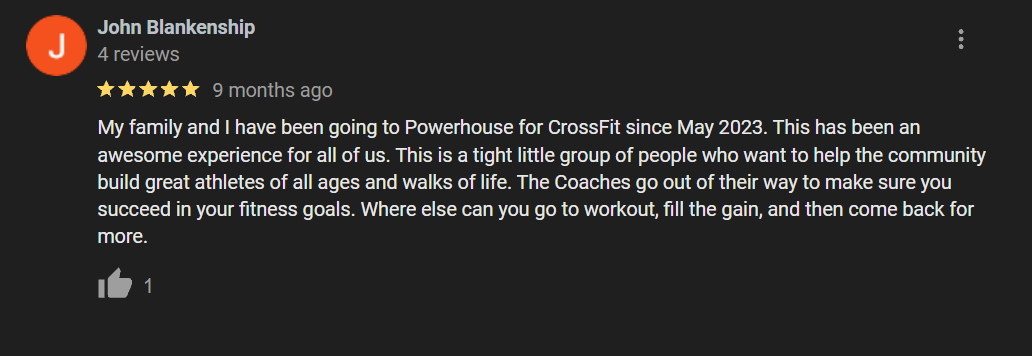 J
John Blankenship
4 reviews
9 months ago
My family and I have been going to Powerhouse for CrossFit since May 2023. This has been an
awesome experience for all of us. This is a tight little group of people who want to help the community
build great athletes of all ages and walks of life. The Coaches go out of their way to make sure you
succeed in your fitness goals. Where else can you go to workout, fill the gain, and then come back for
more.
1